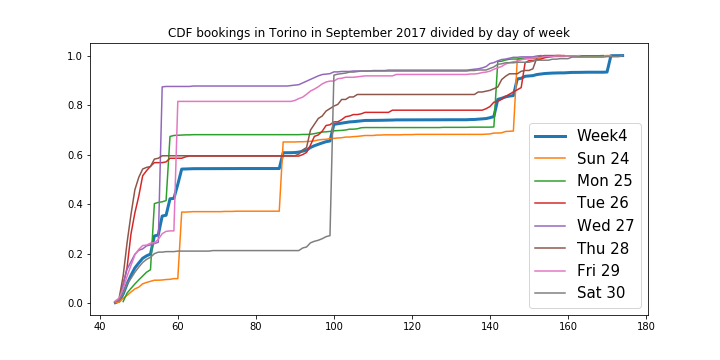 CDF bookings in Torino in September 2017 divided by day of week
1.0
0.8
0.6
0.4
0.2
0.0
40 60 80 100 120 140 160 180
Week4
Sun 24
Mon 25
Tue 26
Wed 27
Thu 28
Fri 29
Sat 30